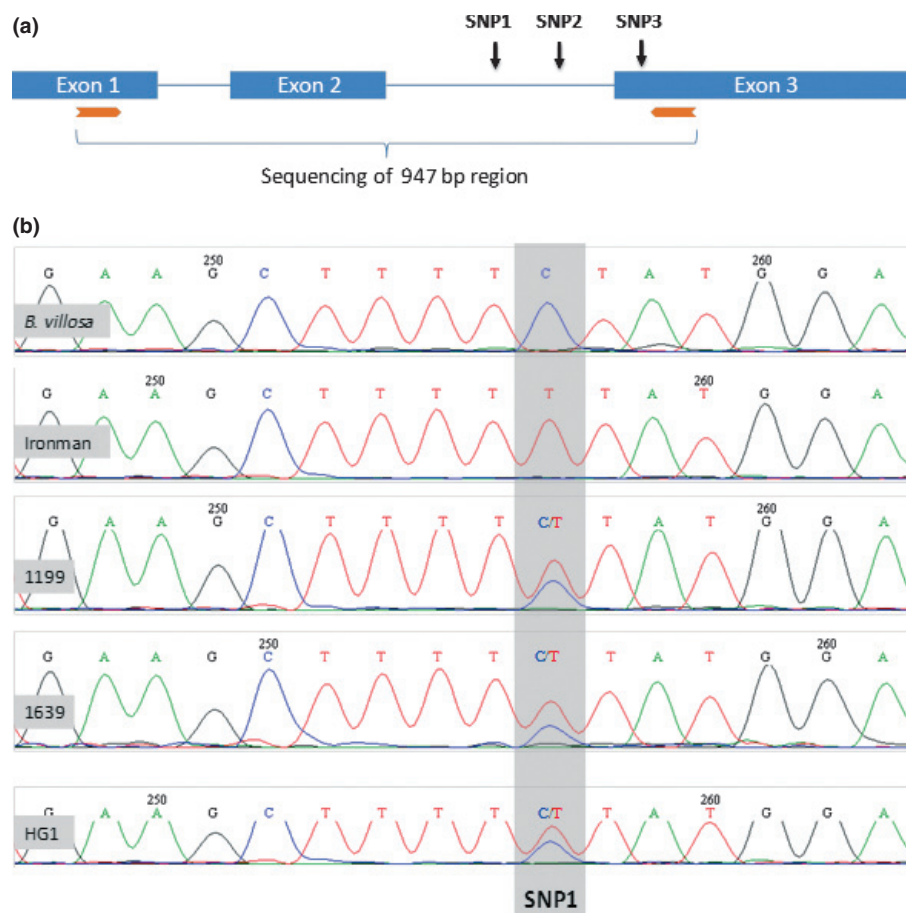 (a)
SNP1 SNP2 SNP3
Exon 1 Exon 2 Exon 3
Sequencing of 947 bp region
(b)
250 260
G A A G C T T T T C T A T G G A
B. villosa
250 260
G A A G C T T T T T T A T G G A
Ironman
250 260
G A A G C T T T T C/T T A T G G A
1199
250 260
G A A G C T T T T C/T T A T G G A
1639
250 260
G A A G C T T T T C/T T A T G G A
HG1
SNP1